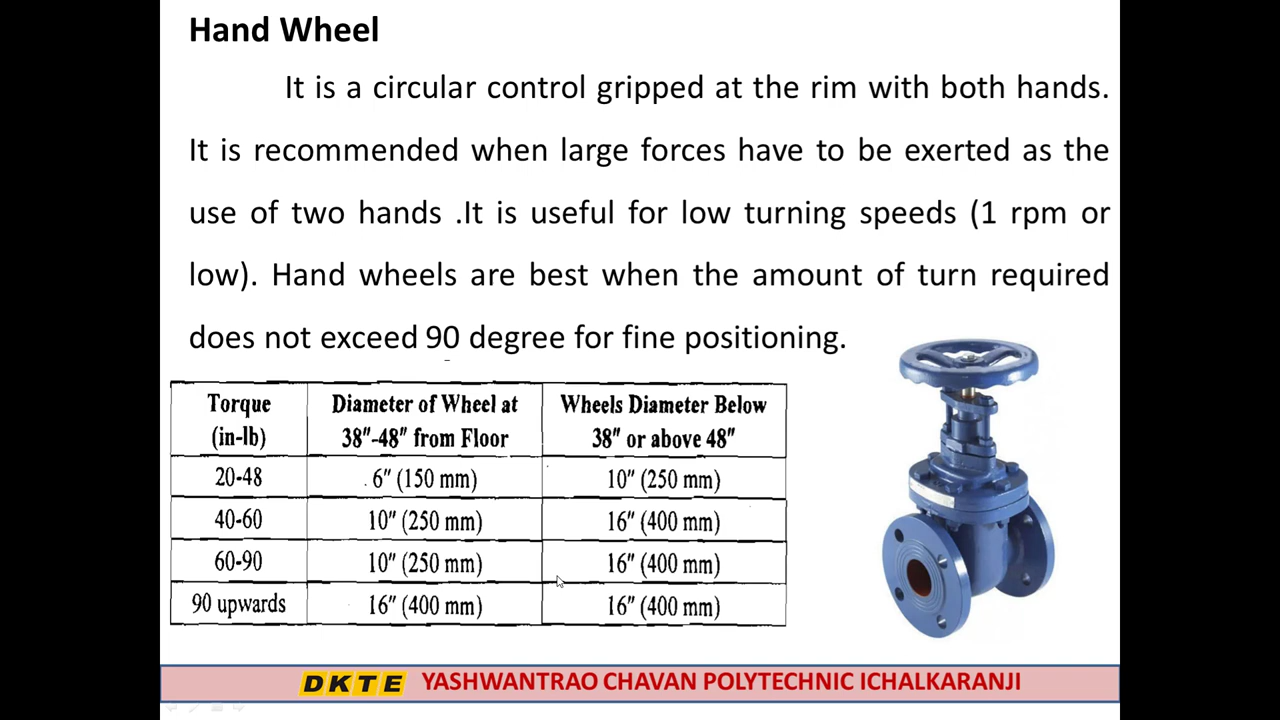 Hand Wheel
It is a circular control gripped at the rim with both hands.
It is recommended when large forces have to be exerted as the
use of two hands .It is useful for low turning speeds (1 rpm or
low). Hand wheels are best when the amount of turn required
does not exceed 90 degree for fine positioning.
Torque (in-lb) Diameter of Wheel at 38"-48" from Floor Wheels Diameter Below 38" or above 48"
20-48 6" (150 mm) 10" (250 mm)
40-60 10" (250 mm) 16" (400 mm)
60-90 10" (250 mm) 16" (400 mm)
90 upwards 16" (400 mm) 16" (400 mm)
DKTE YASHWANTRAO CHAVAN POLYTECHNIC ICHALKARANJI